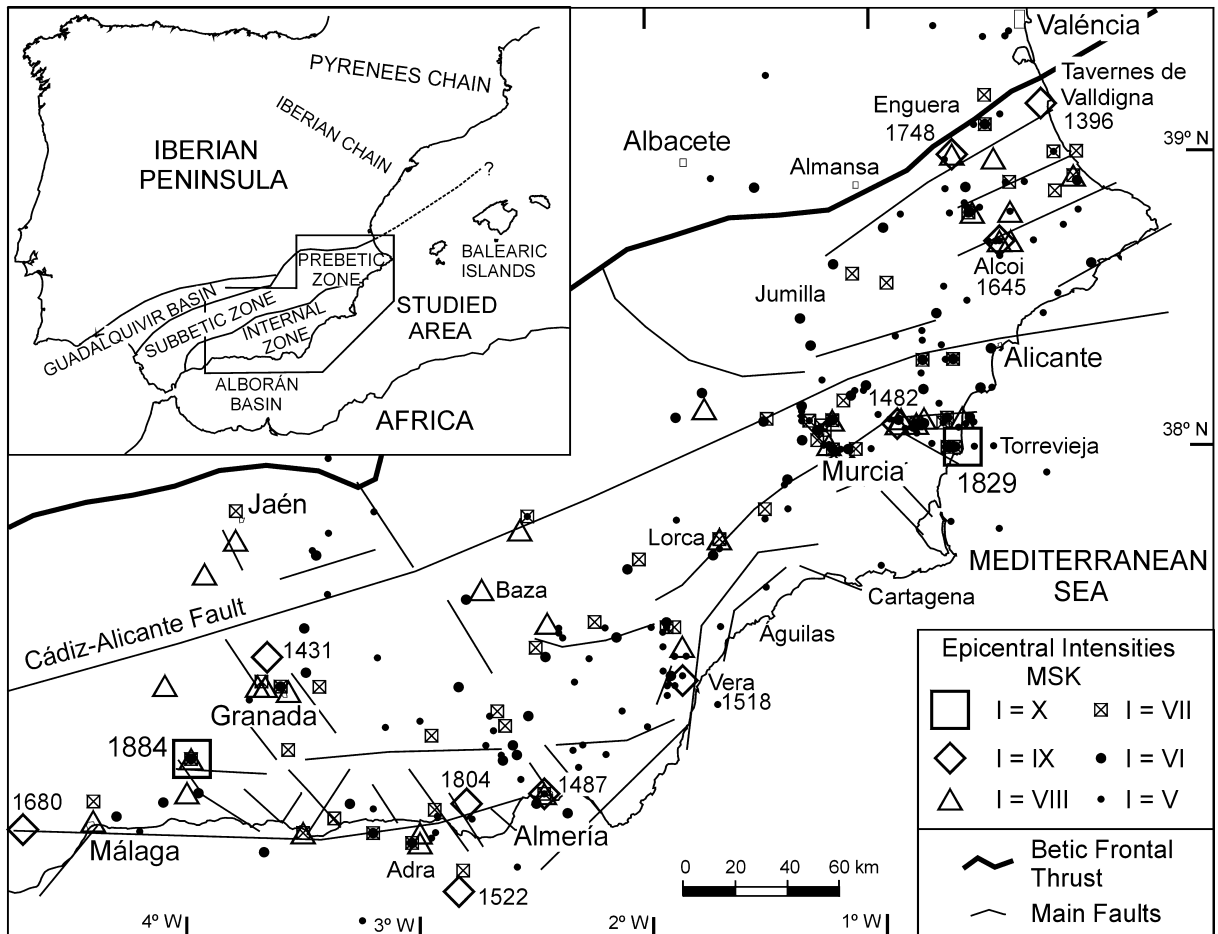 PYRENEES CHAIN
IBERIAN CHAIN
IBERIAN
PENINSULA
?
BALEARIC
ISLANDS
PREBETIC
ZONE
GUADALQUIVIR BASIN
SUBBETIC ZONE
INTERNAL
ZONE
STUDIED
AREA
ALBORÁN
BASIN
AFRICA
Valéncia
Tavernes de
Valldigna
1396
Enguera
1748
Albacete
Almansa
39º N
Alcoi
1645
Jumilla
Alicante
1482
38º N
Torrevieja
Murcia
1829
Jaén
Lorca
MEDITERRANEAN
SEA
Baza
Cartagena
Cádiz-Alicante Fault
Águilas
1431
Vera
1518
Granada
1884
1804
1487
1680
Málaga
Almería
Adra
1522
0 20 40 60 km
4º W
3º W
2º W
1º W
Epicentral Intensities
MSK
I = X
I = VII
I = IX
I = VI
I = VIII
I = V
Betic Frontal
Thrust
Main Faults